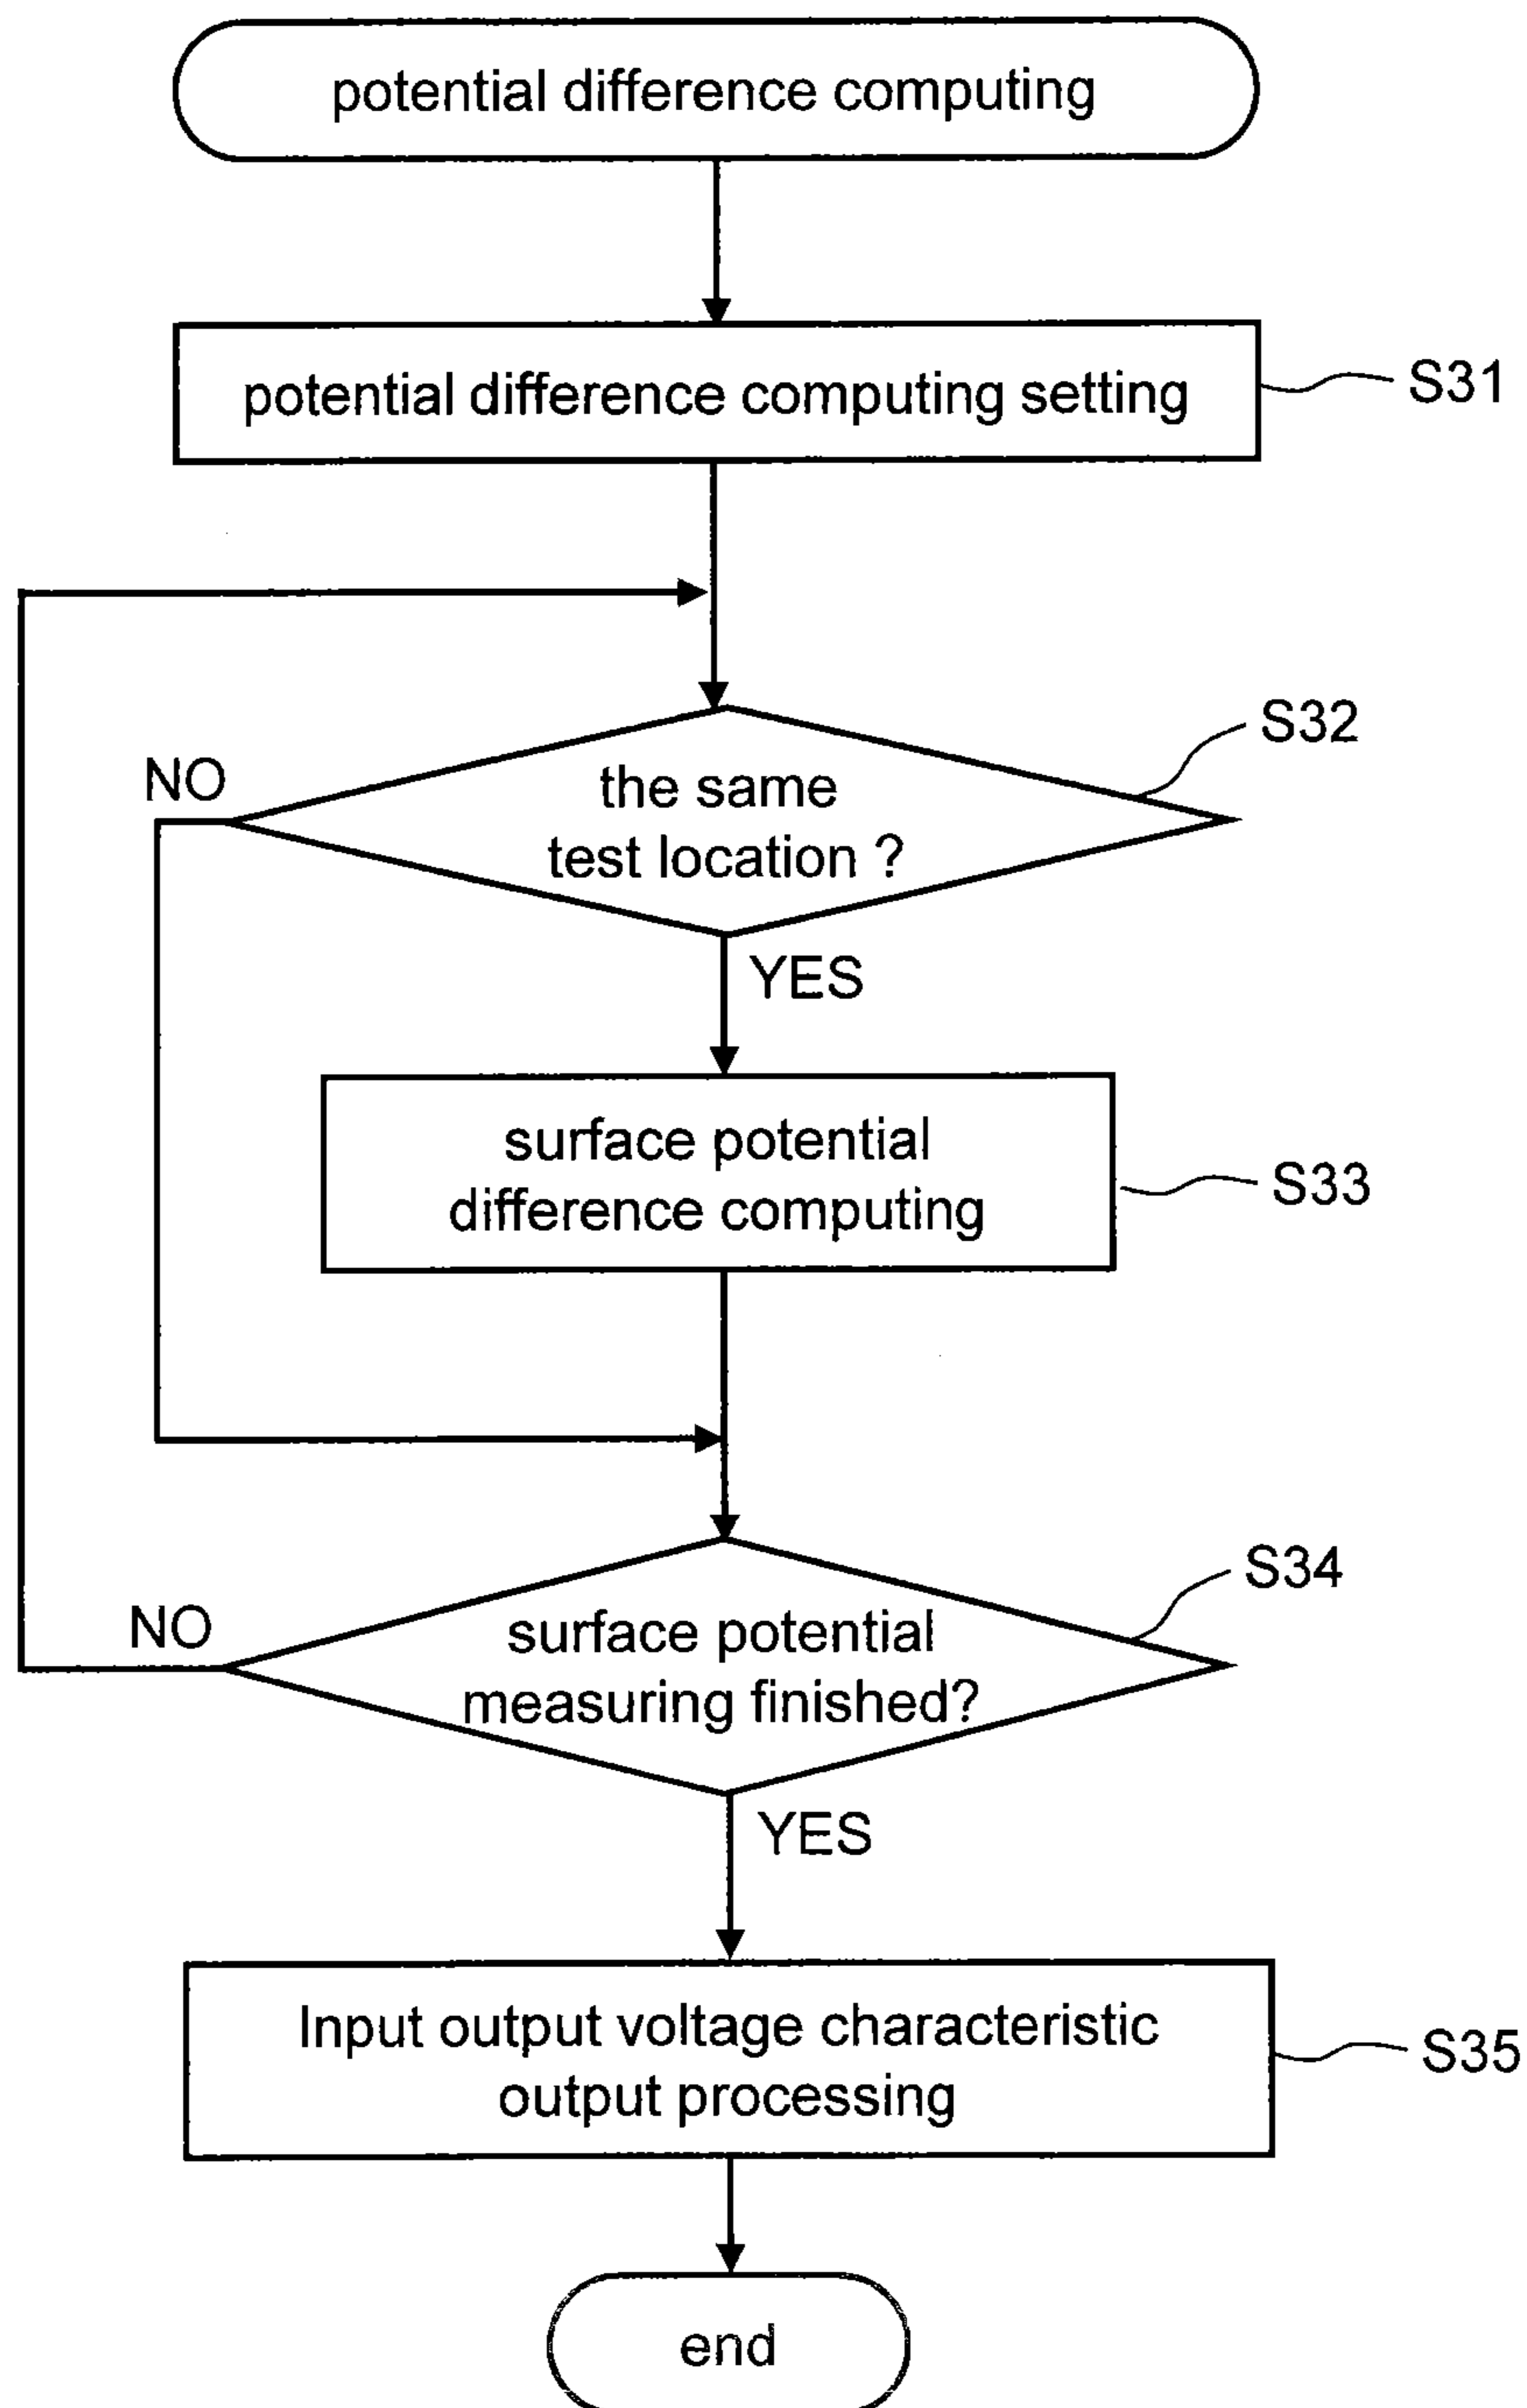 potential difference computing
potential difference computing setting
S31
S32
NO
the same
test location ?
YES
surface potential
difference computing
S33
S34
NO
surface potential
measuring finished?
YES
Input output voltage characteristic
output processing
S35
end